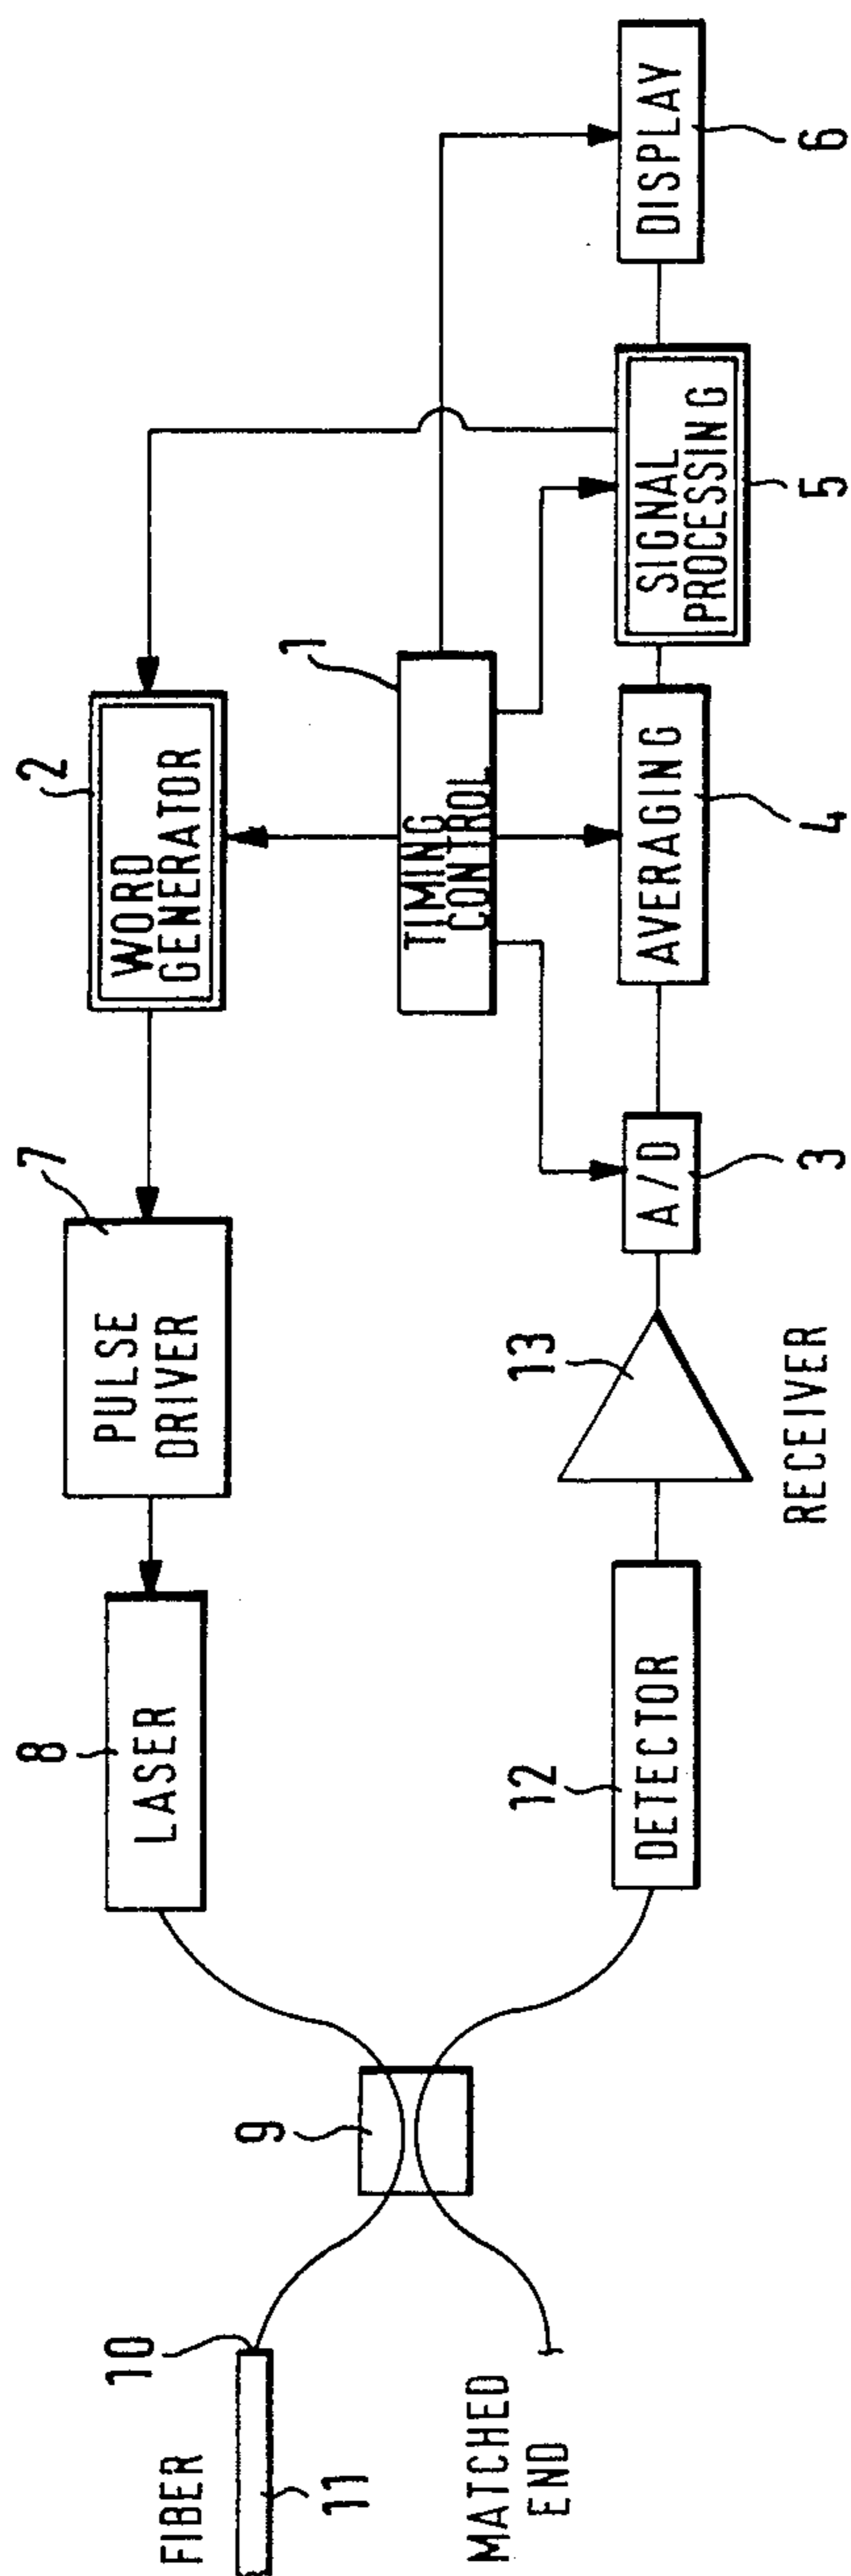 FIBER
10
11
MATCHED
END
9
8
LASER
7
PULSE
DRIVER
2
WORD
GENERATOR
1
TIMING
CONTROL
12
DETECTOR
13
RECEIVER
A/D
3
AVERAGING
4
SIGNAL
PROCESSING
5
DISPLAY
6